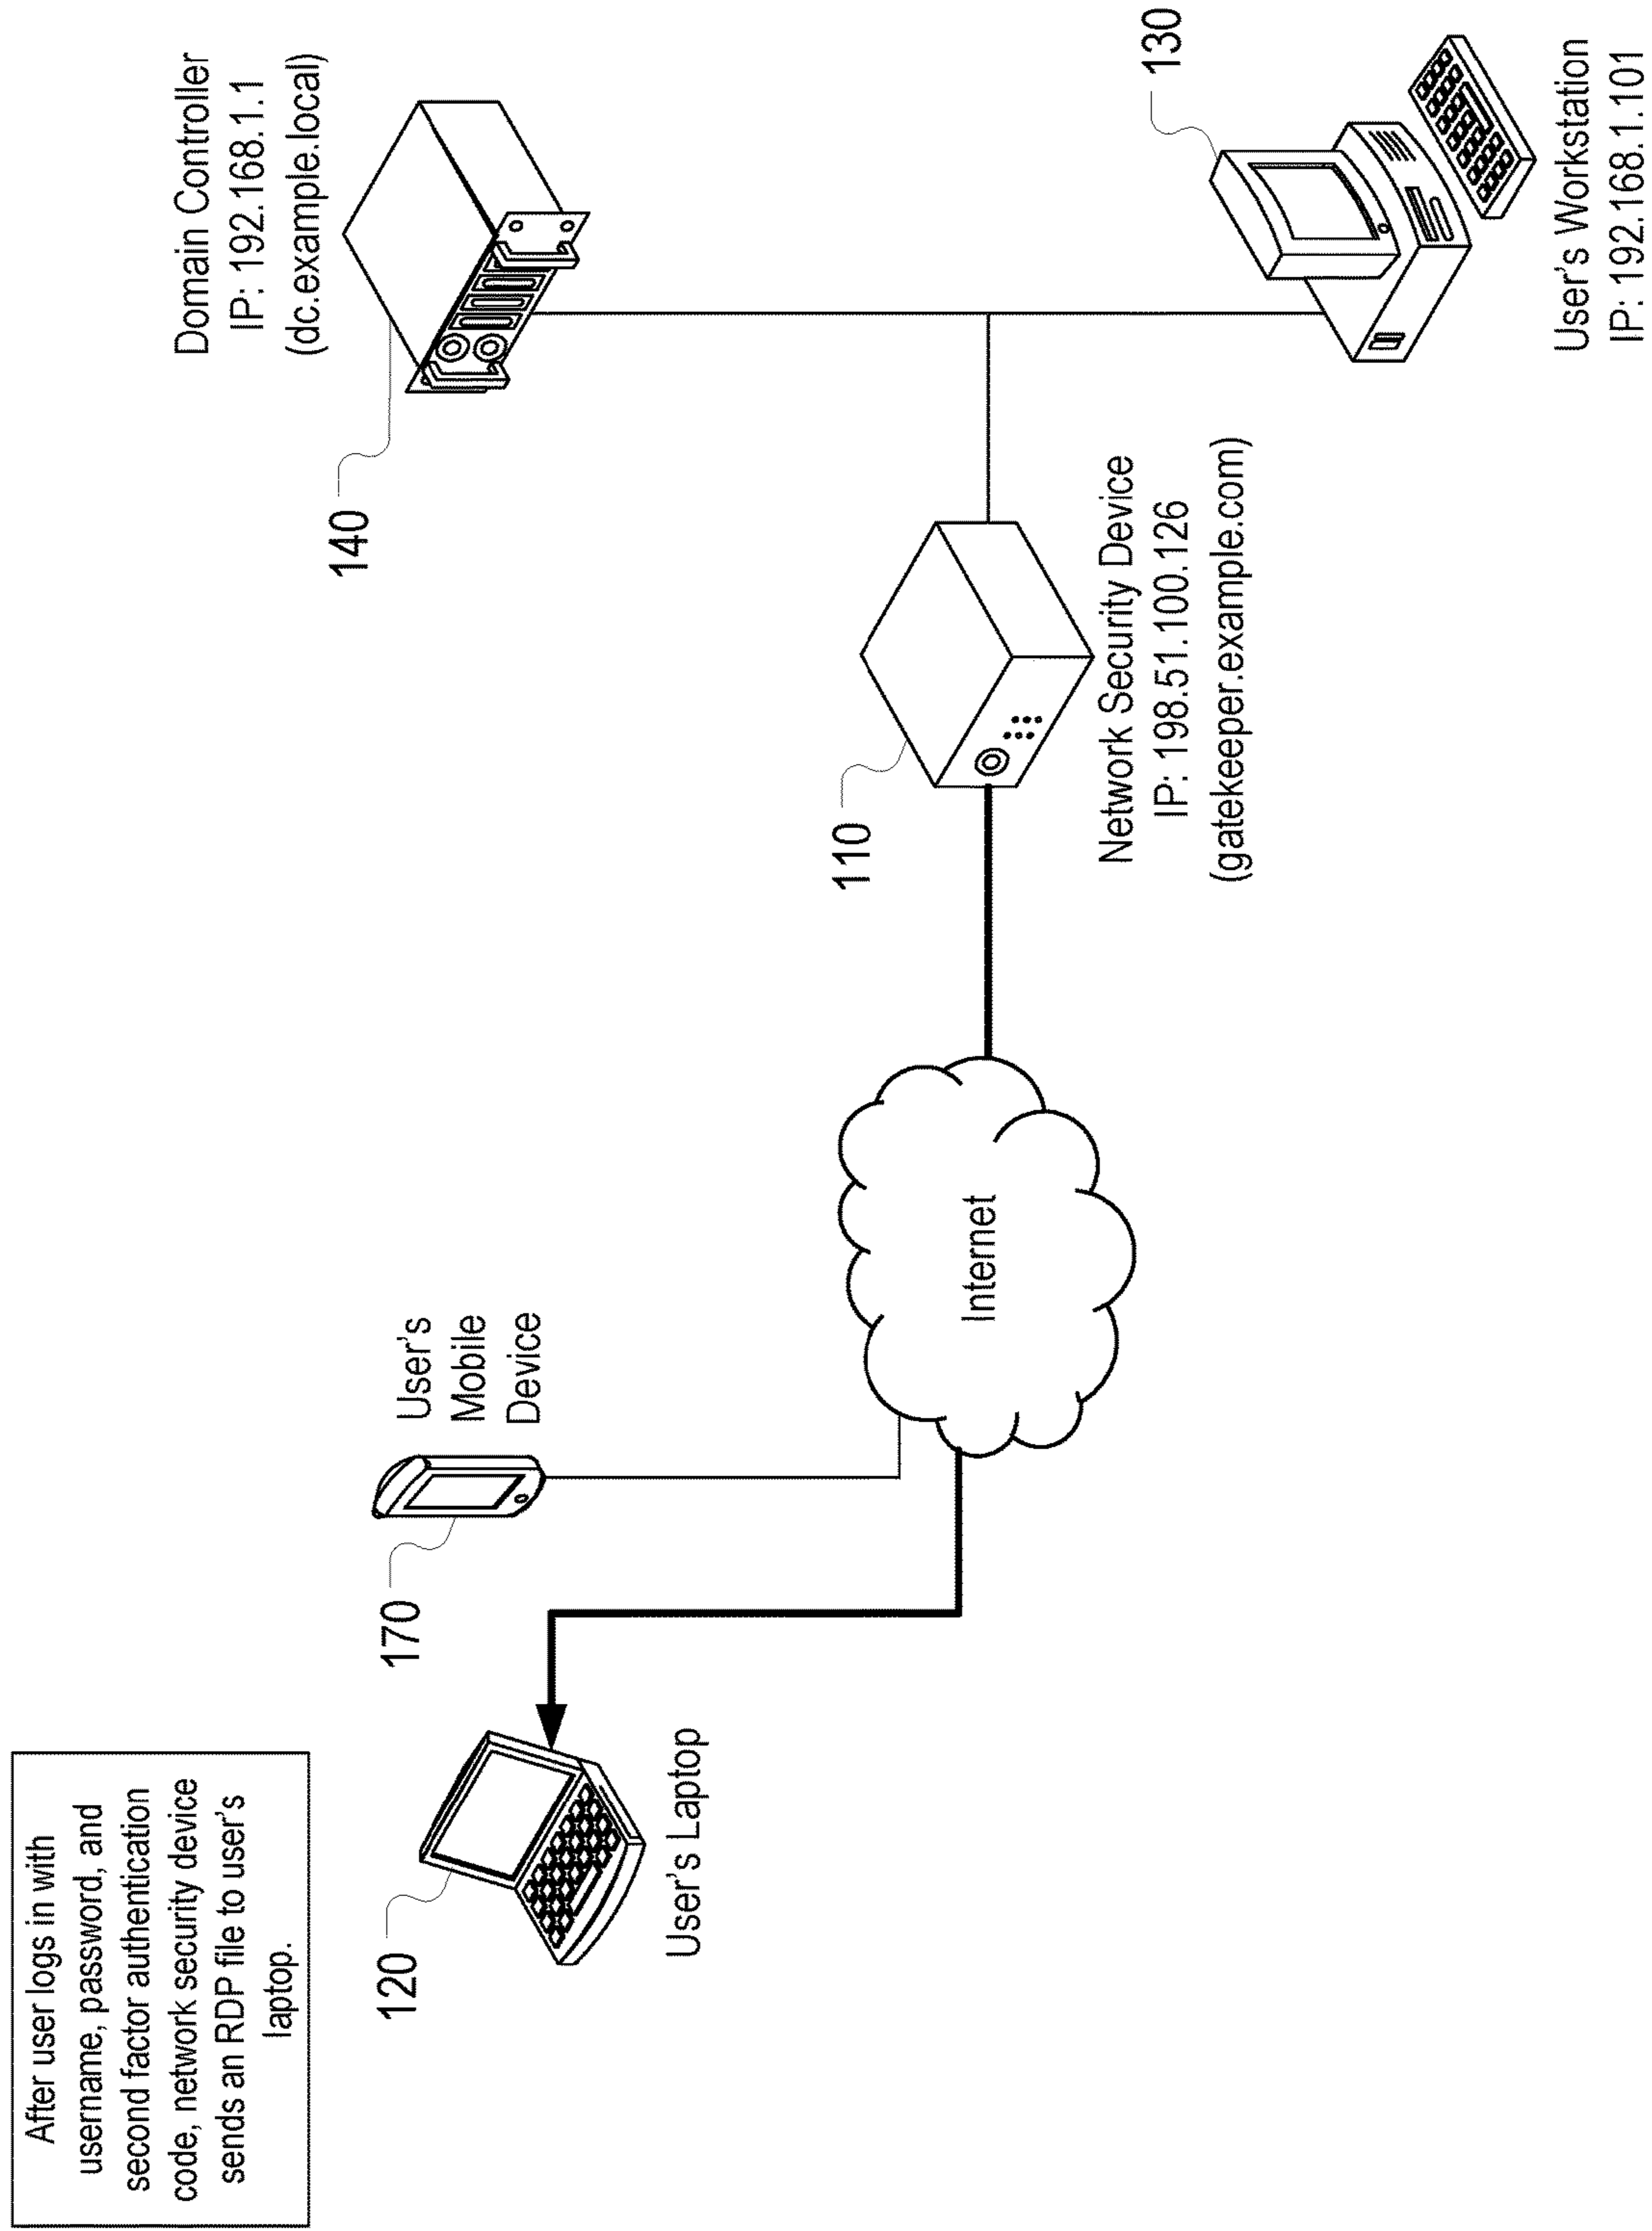 After user logs in with
username, password, and
second factor authentication
code, network security device
sends an RDP file to user's
laptop.
120
User's Laptop
170
User's
Mobile
Device
Internet
110
Network Security Device
IP: 198.51.100.126
(gatekeeper.example.com)
140
Domain Controller
IP: 192.168.1.1
(dc.example.local)
130
User's Workstation
IP: 192.168.1.101